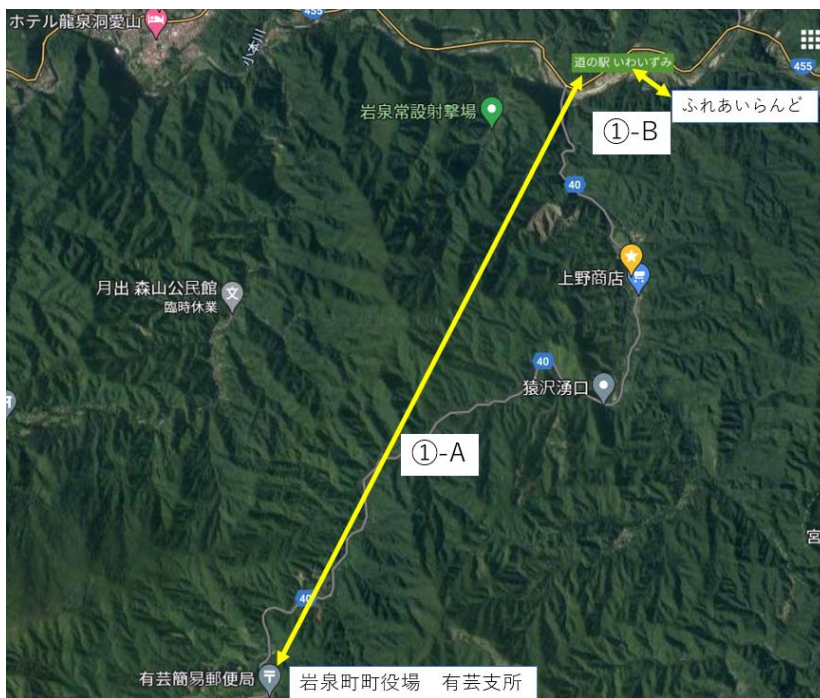 ホテル龍泉洞愛山
455
小本川
道の駅 いわいずみ
455
ふれあいらんど
岩泉常設射撃場
①-B
40
上野商店
月出 森山公民館
臨時休業
40
猿沢湧口
①-A
宮
40
有芸簡易郵便局
岩泉町町役場 有芸支所